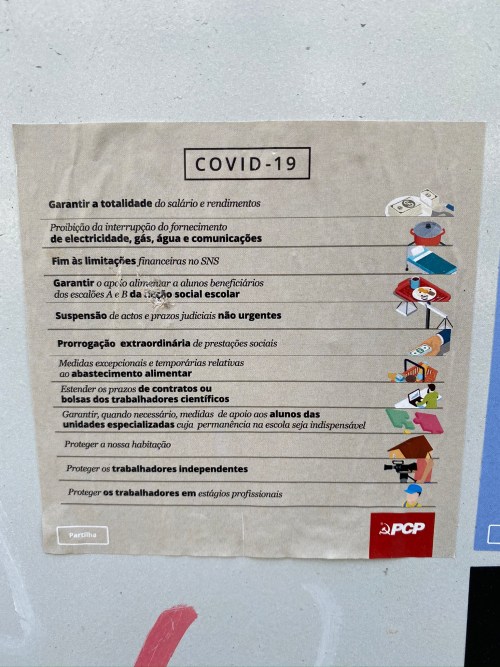 COVID-19
Garantir a totalidade do salário e rendimentos
Proibição da interrupção do fornecimento
de electricidade, gás, água e comunicações
Fim às limitações financeiras no SNS
Garantir o apoio alimentar a alunos beneficiários
dos escalões A e B da acção social escolar
Suspensão de actos e prazos judiciais não urgentes
Prorrogação extraordinária de prestações sociais
Medidas excepcionais e temporárias relativas
ao abastecimento alimentar
Estender os prazos de contratos ou
bolsas dos trabalhadores científicos
Garantir, quando necessário, medidas de apoio aos alunos das
unidades especializadas cuja permanência na escola seja indispensável
Proteger a nossa habitação
Proteger os trabalhadores independentes
Proteger os trabalhadores em estágios profissionais
Partilha
PCP